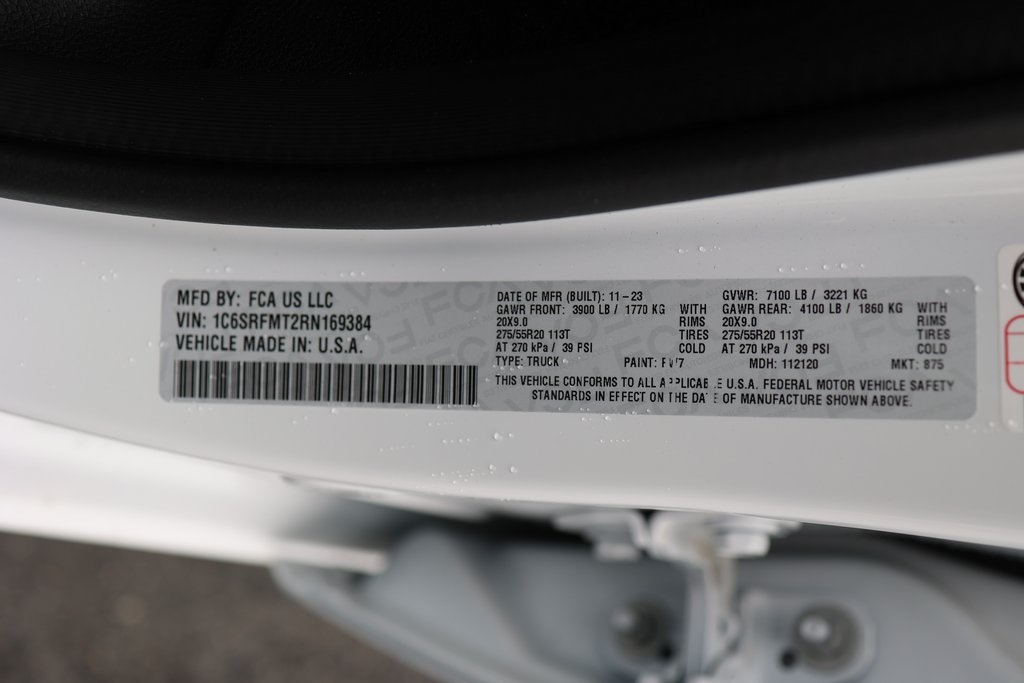 MFD BY: FCA US LLC
VIN: 1C6SRFMT2RN169384
VEHICLE MADE IN: U.S.A.
DATE OF MFR (BUILT): 11-23
GVWR: 7100 LB / 3221 KG
GAWR FRONT: 3900 LB / 1770 KG WITH
GAWR REAR: 4100 LB / 1860 KG WITH
20X9.0 RIMS
20X9.0 RIMS
275/55R20 113T TIRES
275/55R20 113T TIRES
AT 270 kPa / 39 PSI COLD
AT 270 kPa / 39 PSI COLD
TYPE: TRUCK PAINT: MDH: 112120 MKT: 875
THIS VEHICLE CONFORMS TO ALL U.S.A. FEDERAL MOTOR VEHICLE SAFETY
STANDARDS IN EFFECT ON OF MANUFACTURE SHOWN ABOVE.